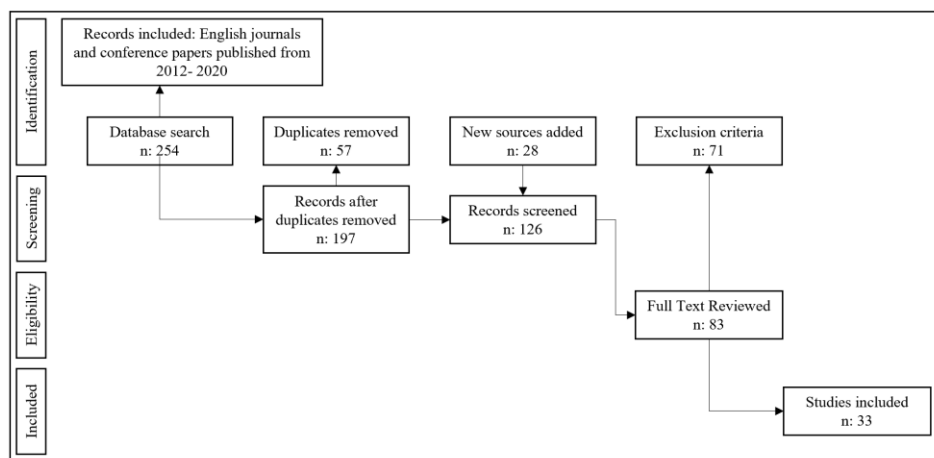 Identification
Records included: English journals
and conference papers published from
2012- 2020
Database search
n: 254
Duplicates removed
n: 57
New sources added
n: 28
Exclusion criteria
n: 71
Screening
Records after
duplicates removed
n: 197
Records screened
n: 126
Eligibility
Full Text Reviewed
n: 83
Included
Studies included
n: 33